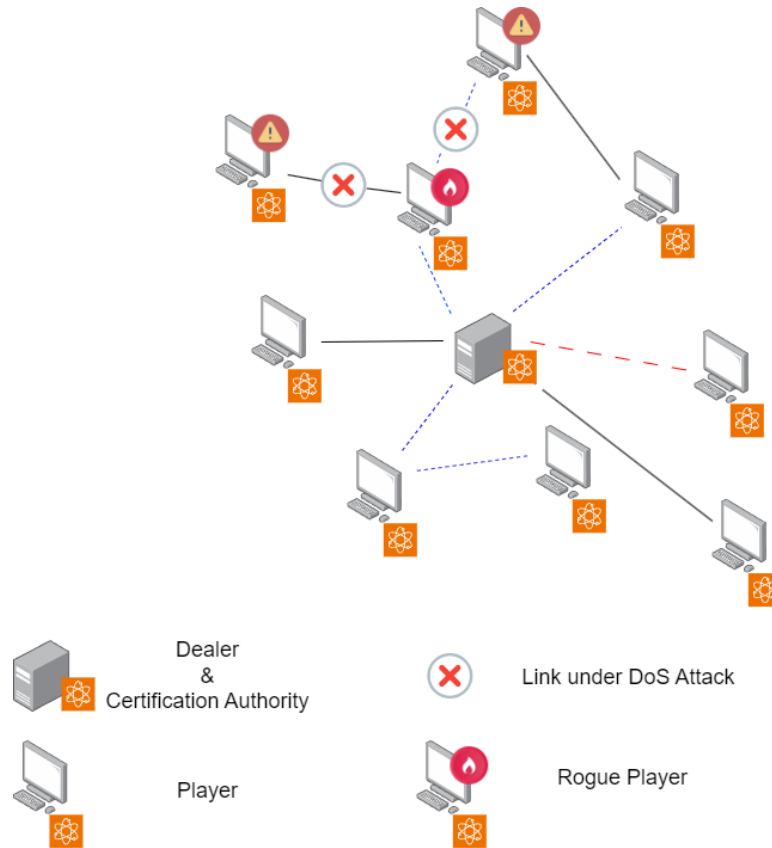 Dealer
&
Certification Authority
Link under DoS Attack
Player
Rogue Player